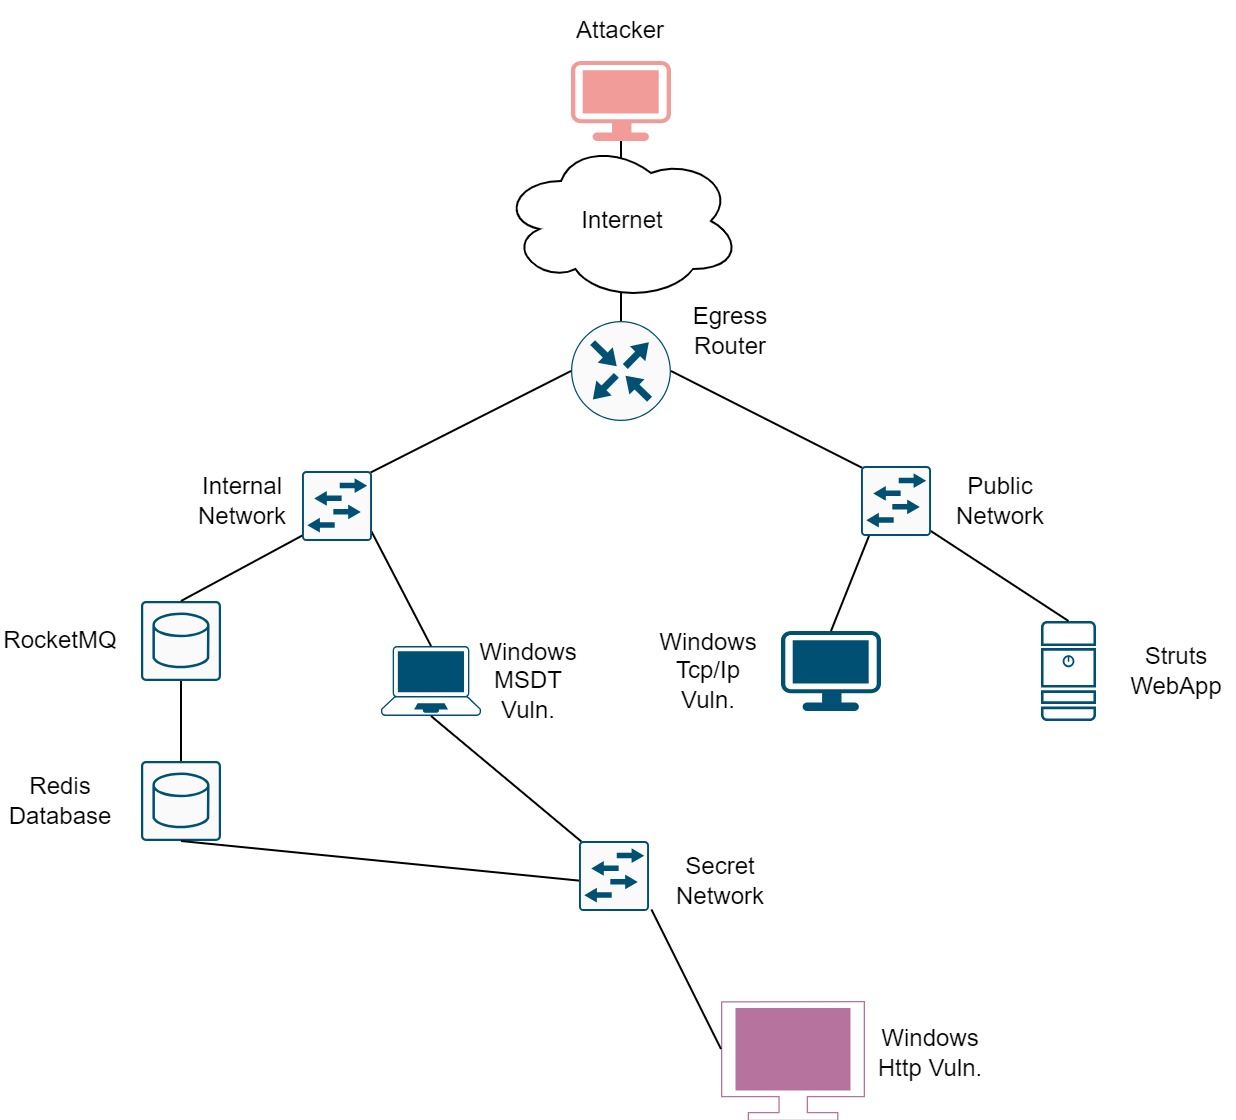 Attacker
Internet
Egress
Router
Internal
Network
Public
Network
RocketMQ
Windows
MSDT
Vuln.
Windows
Tcp/Ip
Vuln.
Struts
WebApp
Redis
Database
Secret
Network
Windows
Http Vuln.